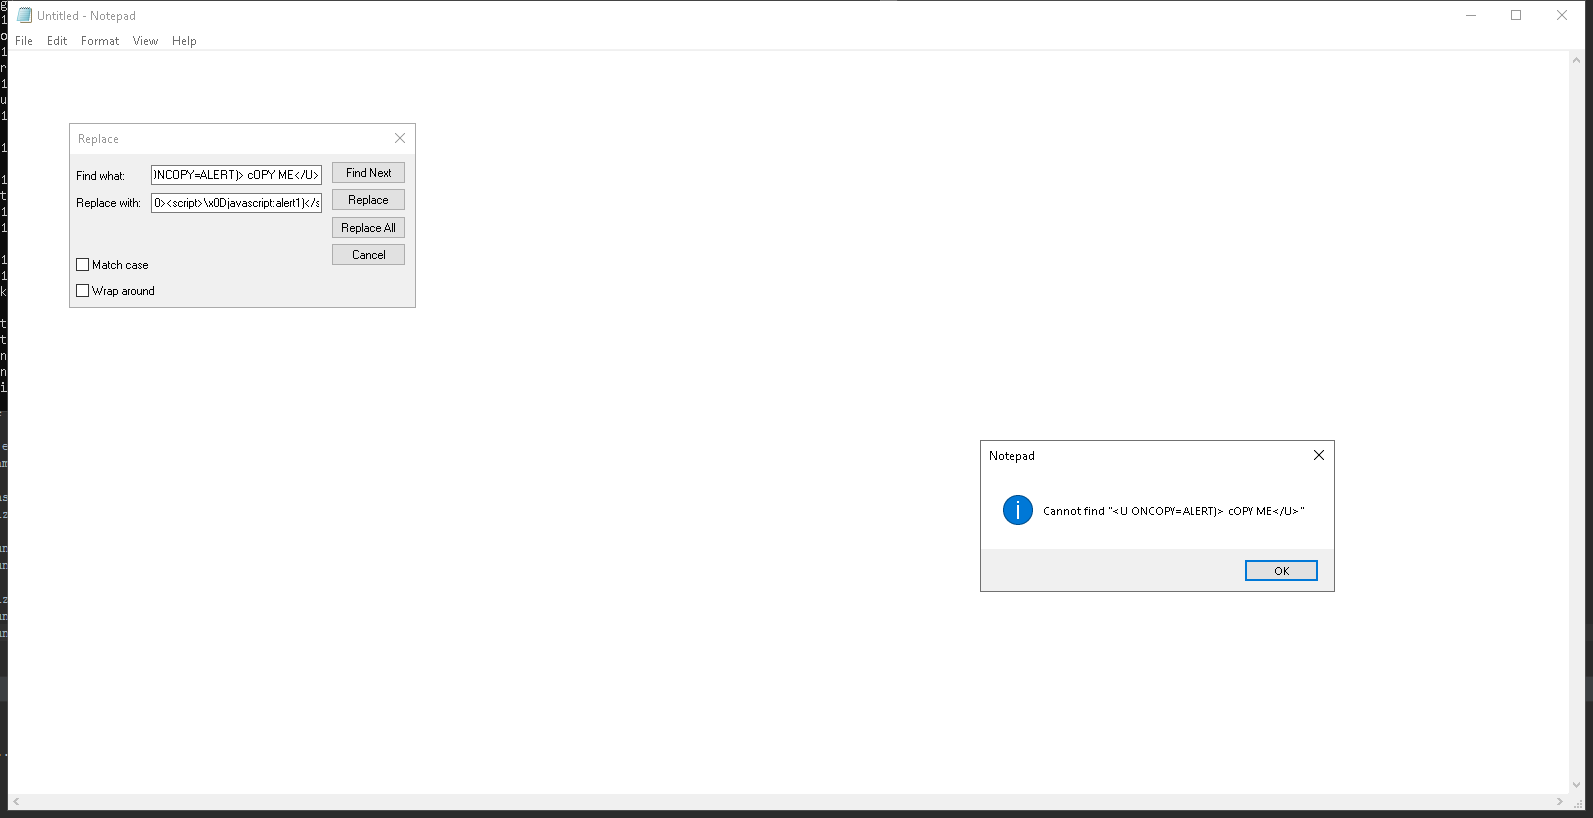 Untitled - Notepad
File Edit Format View Help
Replace
Find what: )NCOPY=ALERT)> cOPY ME</U> Find Next
Replace with: 0><script>\x0Djavascript:alert1)</s Replace
Replace All
Cancel
Match case
Wrap around
Notepad
Cannot find "<U ONCOPY=ALERT)> cOPY ME</U>"
OK